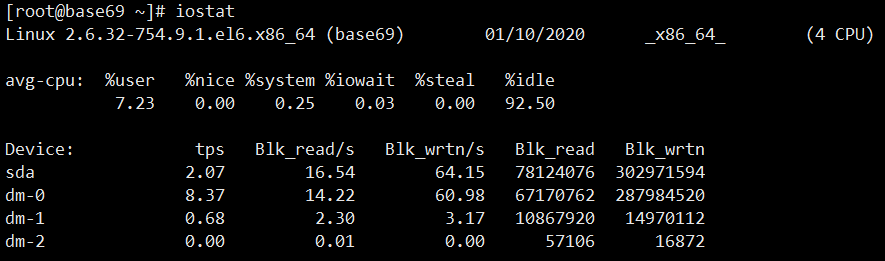 [root@base69 ~]# iostat
Linux 2.6.32-754.9.1.el6.x86_64 (base69) 01/10/2020 _x86_64_ (4 CPU)
avg-cpu: %user %nice %system %iowait %steal %idle
7.23 0.00 0.25 0.03 0.00 92.50
Device: tps Blk_read/s Blk_wrtn/s Blk_read Blk_wrtn
sda 2.07 16.54 64.15 78124076 302971594
dm-0 8.37 14.22 60.98 67170762 287984520
dm-1 0.68 2.30 3.17 10867920 14970112
dm-2 0.00 0.01 0.00 57106 16872